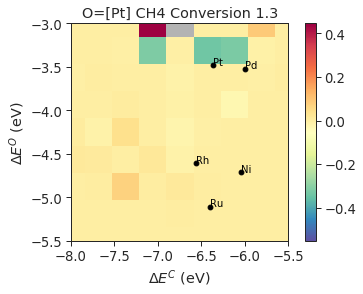 O=[Pt] CH4 Conversion 1.3
−3.0
−3.5
−4.0
−4.5
−5.0
−5.5
ΔE^O (eV)
Pt
Pd
Rh
Ni
Ru
−8.0 −7.5 −7.0 −6.5 −6.0 −5.5
ΔE^C (eV)
0.4
0.2
0.0
−0.2
−0.4